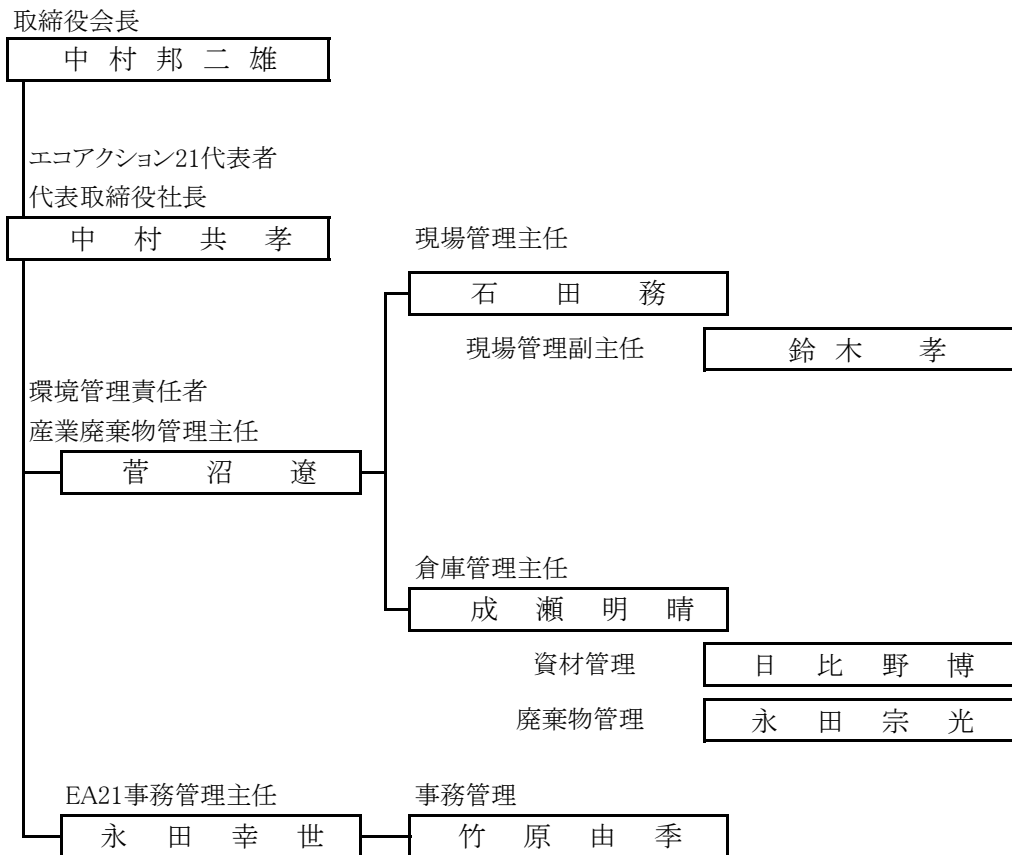 取締役会長
中村邦二雄
エコアクション21代表者
代表取締役社長
中村共孝
現場管理主任
石田務
現場管理副主任 鈴木孝
環境管理責任者
産業廃棄物管理主任
菅沼遼
倉庫管理主任
成瀬明晴
資材管理 日比野博
廃棄物管理 永田宗光
EA21事務管理主任 事務管理
永田幸世 竹原由季